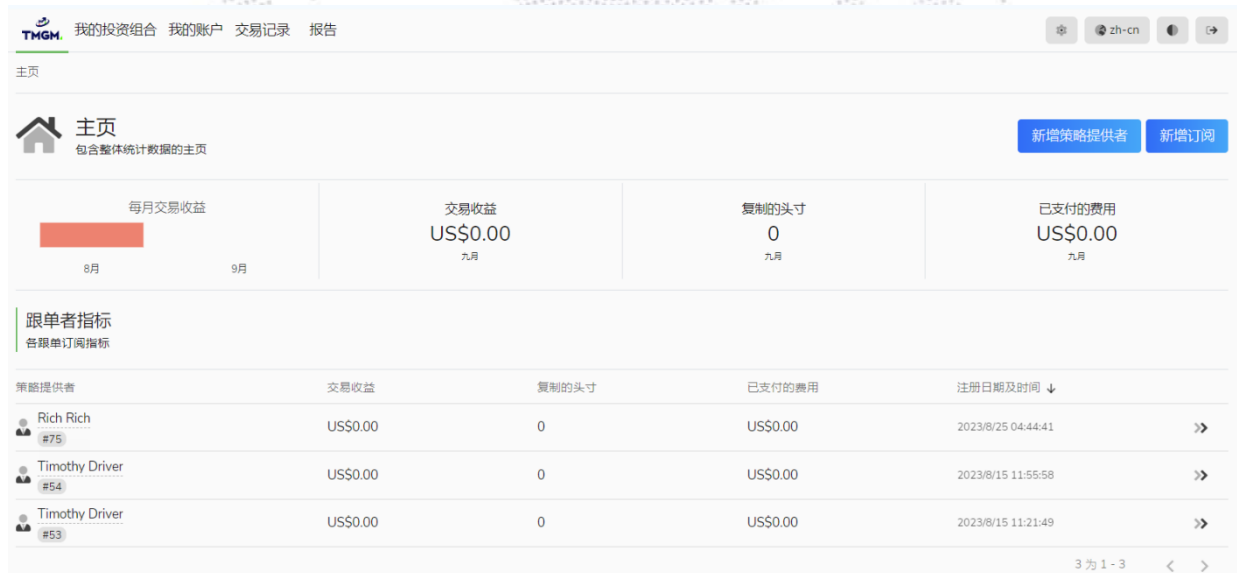 TMGM. 我的投资组合 我的账户 交易记录 报告 zh-cn
主页
主页
包含整体统计数据的主页
新增策略提供者 新增订阅
每月交易收益
8月 9月
交易收益
US$0.00
九月
复制的头寸
0
九月
已支付的费用
US$0.00
九月
跟单者指标
各跟单订阅指标
策略提供者 交易收益 复制的头寸 已支付的费用 注册日期及时间
Rich Rich
#75
US$0.00 0 US$0.00 2023/8/25 04:44:41
Timothy Driver
#54
US$0.00 0 US$0.00 2023/8/15 11:55:58
Timothy Driver
#53
US$0.00 0 US$0.00 2023/8/15 11:21:49
3 为 1 - 3